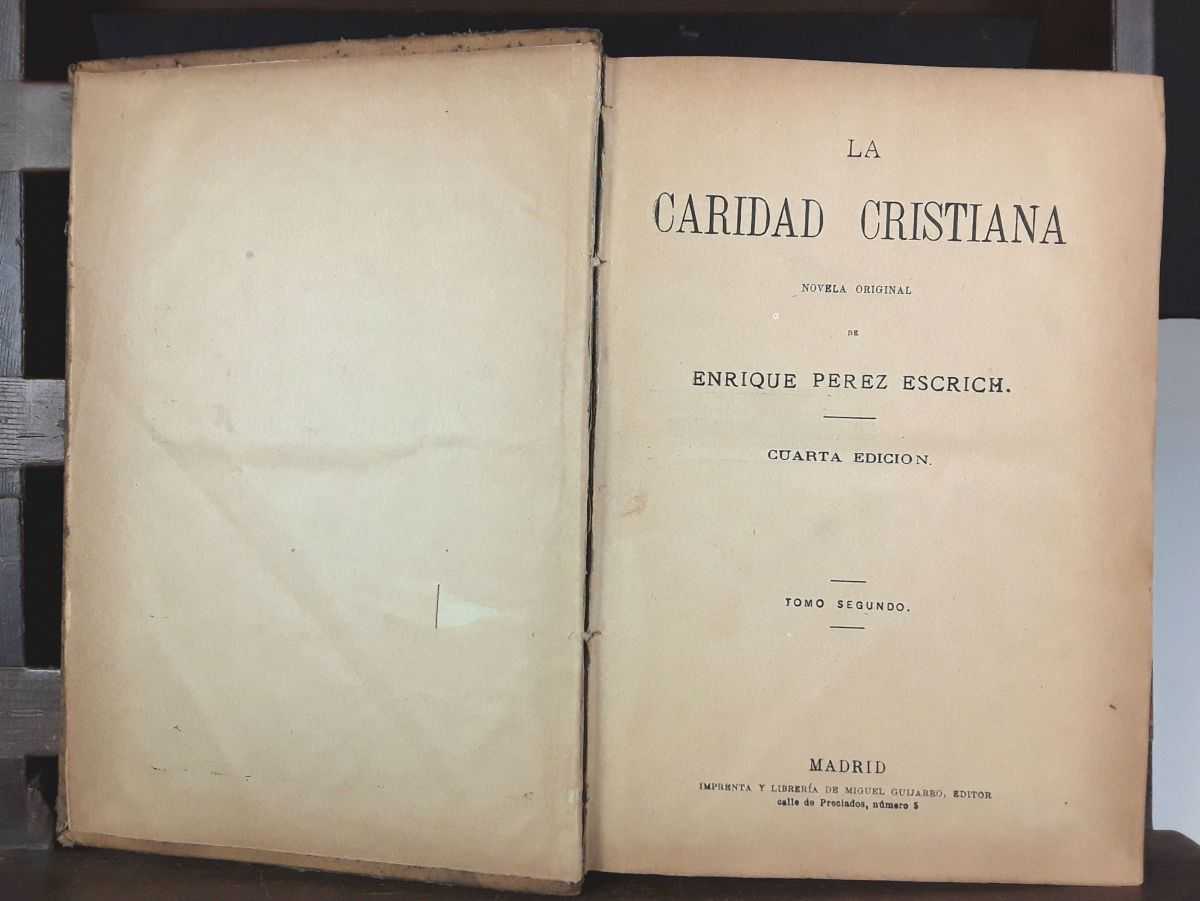 LA
CARIDAD CRISTIANA
NOVELA ORIGINAL
DE
ENRIQUE PEREZ ESCRICH.
CUARTA EDICION.
TOMO SEGUNDO.
MADRID
IMPRENTA Y LIBRERÍA DE MIGUEL GUIJARRO, EDITOR
calle de Preciados, número 5